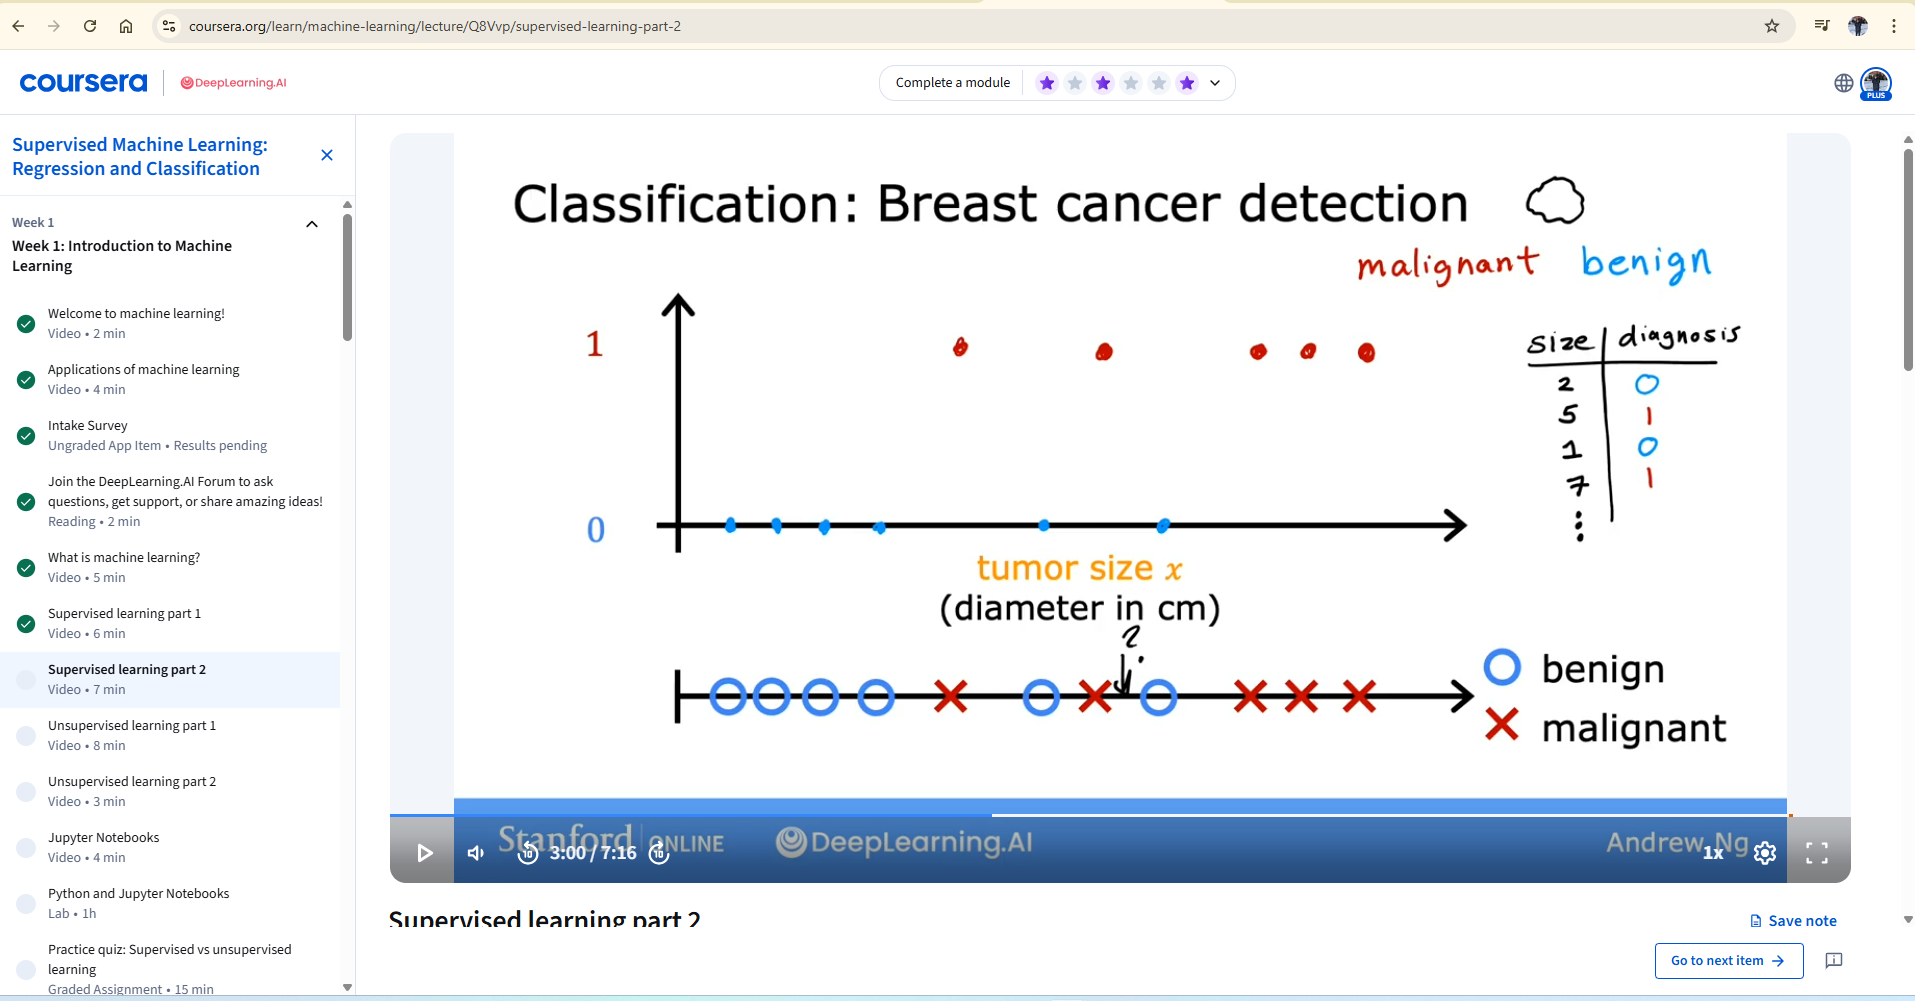 coursera.org/learn/machine-learning/lecture/Q8Vvp/supervised-learning-part-2
coursera
DeepLearning.AI
Complete a module
PLUS
Supervised Machine Learning:
Regression and Classification
Week 1
Week 1: Introduction to Machine
Learning
Welcome to machine learning!
Video • 2 min
Applications of machine learning
Video • 4 min
Intake Survey
Ungraded App Item • Results pending
Join the DeepLearning.AI Forum to ask
questions, get support, or share amazing ideas!
Reading • 2 min
What is machine learning?
Video • 5 min
Supervised learning part 1
Video • 6 min
Supervised learning part 2
Video • 7 min
Unsupervised learning part 1
Video • 8 min
Unsupervised learning part 2
Video • 3 min
Jupyter Notebooks
Video • 4 min
Python and Jupyter Notebooks
Lab • 1h
Practice quiz: Supervised vs unsupervised
learning
Graded Assignment • 15 min
Classification: Breast cancer detection
malignant benign
1
0
size diagnosis
2 0
5 1
1 0
7 1
⋮
tumor size x
(diameter in cm)
?
benign
malignant
Stanford ONLINE
DeepLearning.AI
Andrew Ng
10
3:00 / 7:16
10
1x
Supervised learning part 2
Save note
Go to next item